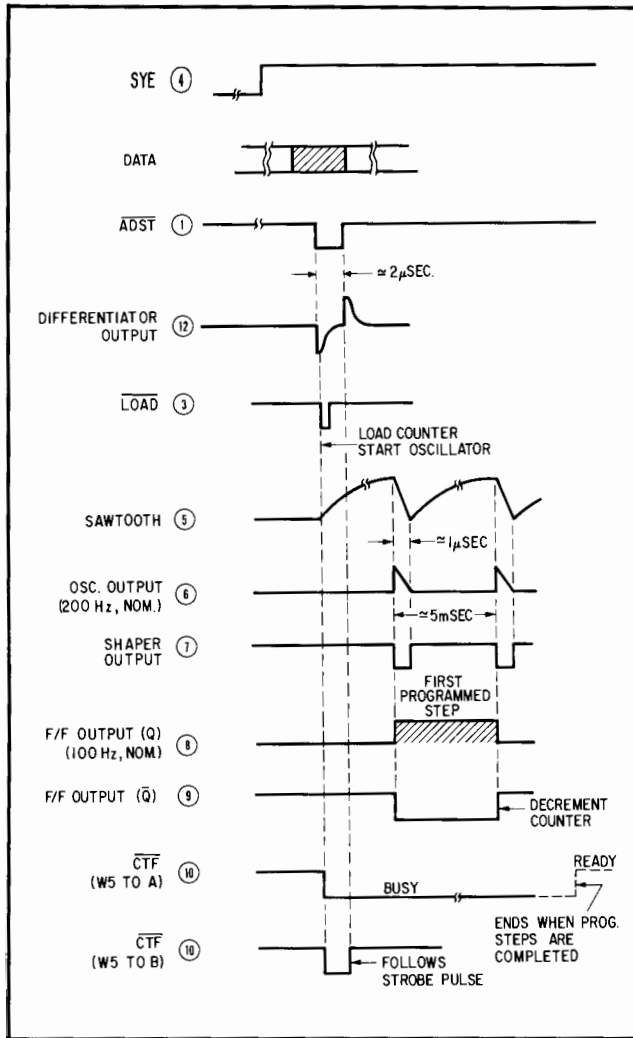 SYE 4
DATA
ADST 1
≃2μSEC.
DIFFERENTIATOR
OUTPUT 12
LOAD 3
LOAD COUNTER
START OSCILLATOR
SAWTOOTH 5
≃1μSEC
OSC. OUTPUT
(200 Hz, NOM.) 6
≃5mSEC
SHAPER
OUTPUT 7
FIRST
PROGRAMMED
STEP
F/F OUTPUT (Q)
(100 Hz, NOM) 8
F/F OUTPUT (Q̅) 9
DECREMENT
COUNTER
CTF
(W5 TO A) 10
BUSY
READY
ENDS WHEN PROG.
STEPS ARE
COMPLETED
CTF
(W5 TO B) 10
FOLLOWS
STROBE PULSE